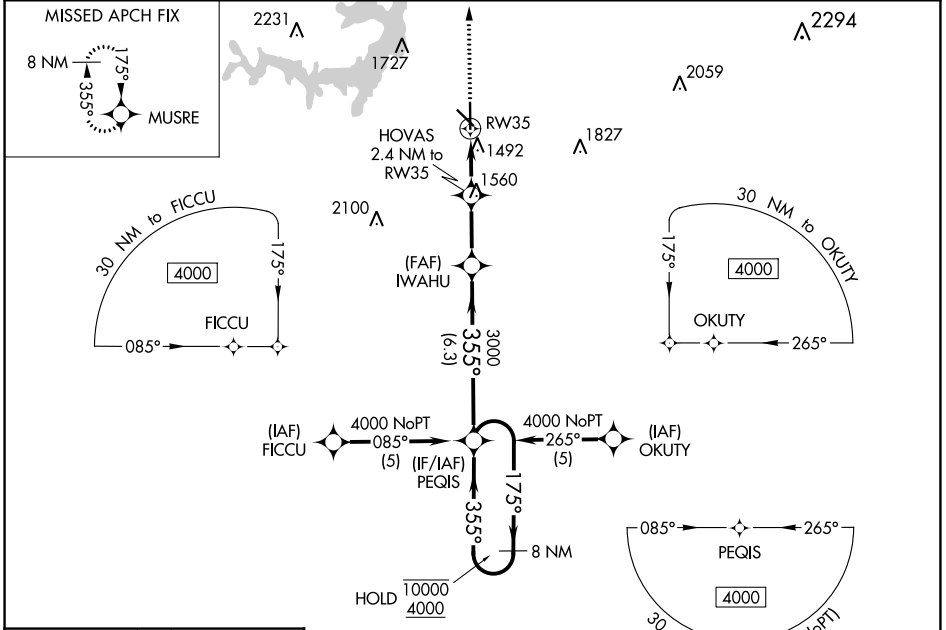 MISSED APCH FIX
8 NM
175°
355°
MUSRE
2231
1727
2294
2059
1827
RW35
1492
HOVAS
2.4 NM to
RW35
1560
2100
30 NM to FICCU
4000
175°
FICCU
085°
30 NM to OKUTY
4000
175°
OKUTY
265°
(FAF)
IWAHU
3000
355°
(6.3)
(IAF)
FICCU
4000 NoPT
085°
(5)
(IF/IAF)
PEQIS
4000 NoPT
265°
(5)
(IAF)
OKUTY
355°
175°
8 NM
HOLD
10000
4000
085°
265°
PEQIS
4000
30